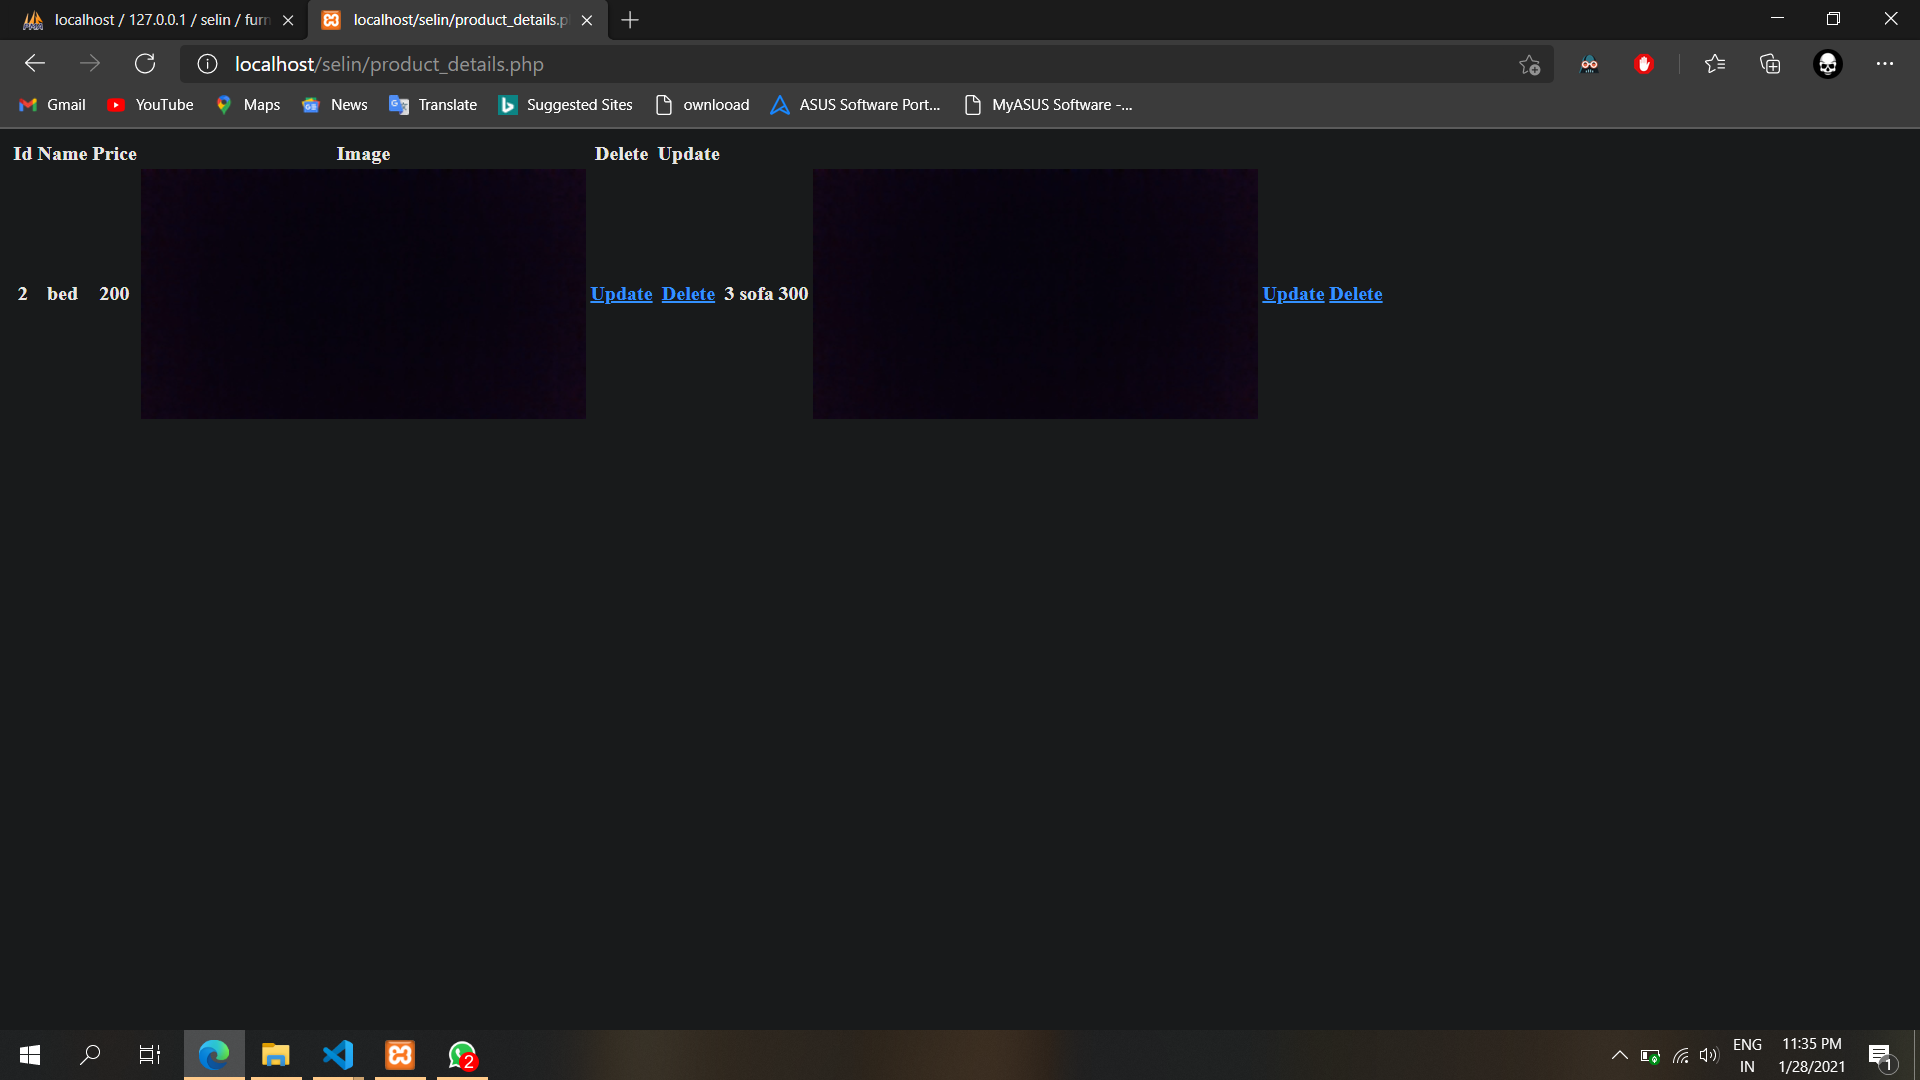 localhost / 127.0.0.1 / selin / furn
localhost/selin/product_details.p
localhost/selin/product_details.php
Gmail YouTube Maps News Translate Suggested Sites ownlooad ASUS Software Port... MyASUS Software -...
Id Name Price Image Delete Update
2 bed 200 Update Delete 3 sofa 300 Update Delete
2
ENG
IN
11:35 PM
1/28/2021
1